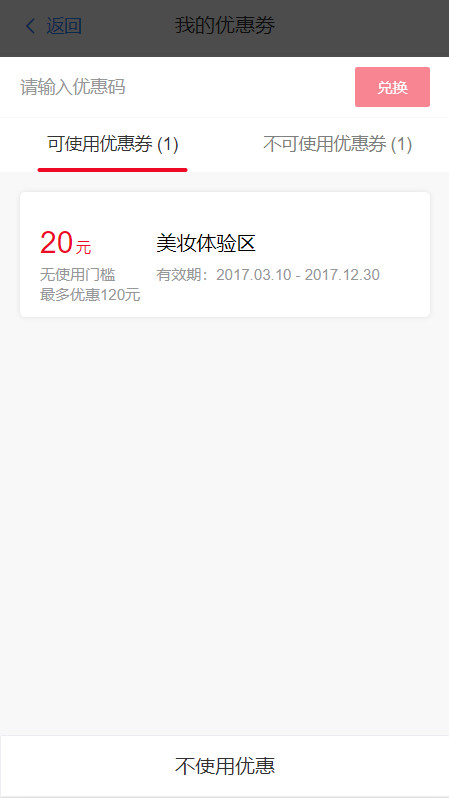 返回
我的优惠券
请输入优惠码
兑换
可使用优惠券 (1)
不可使用优惠券 (1)
20元
美妆体验区
无使用门槛
有效期：2017.03.10 - 2017.12.30
最多优惠120元
不使用优惠